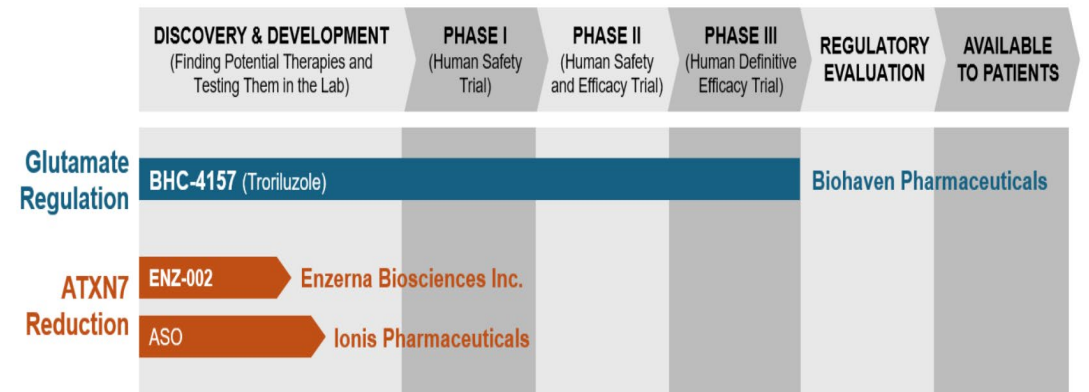 DISCOVERY & DEVELOPMENT
(Finding Potential Therapies and
Testing Them in the Lab)
PHASE I
(Human Safety
Trial)
PHASE II
(Human Safety
and Efficacy Trial)
PHASE III
(Human Definitive
Efficacy Trial)
REGULATORY
EVALUATION
AVAILABLE
TO PATIENTS
Glutamate
Regulation
BHC-4157 (Troriluzole)
Biohaven Pharmaceuticals
ATXN7
Reduction
ENZ-002
Enzerna Biosciences Inc.
ASO
Ionis Pharmaceuticals